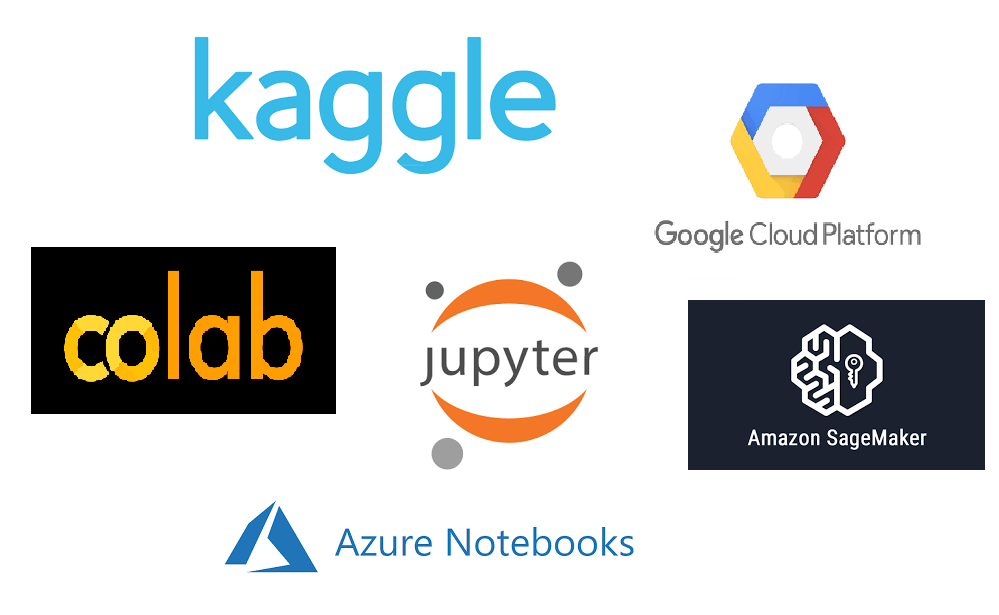 kaggle
Google Cloud Platform
colab
jupyter
Amazon SageMaker
Azure Notebooks